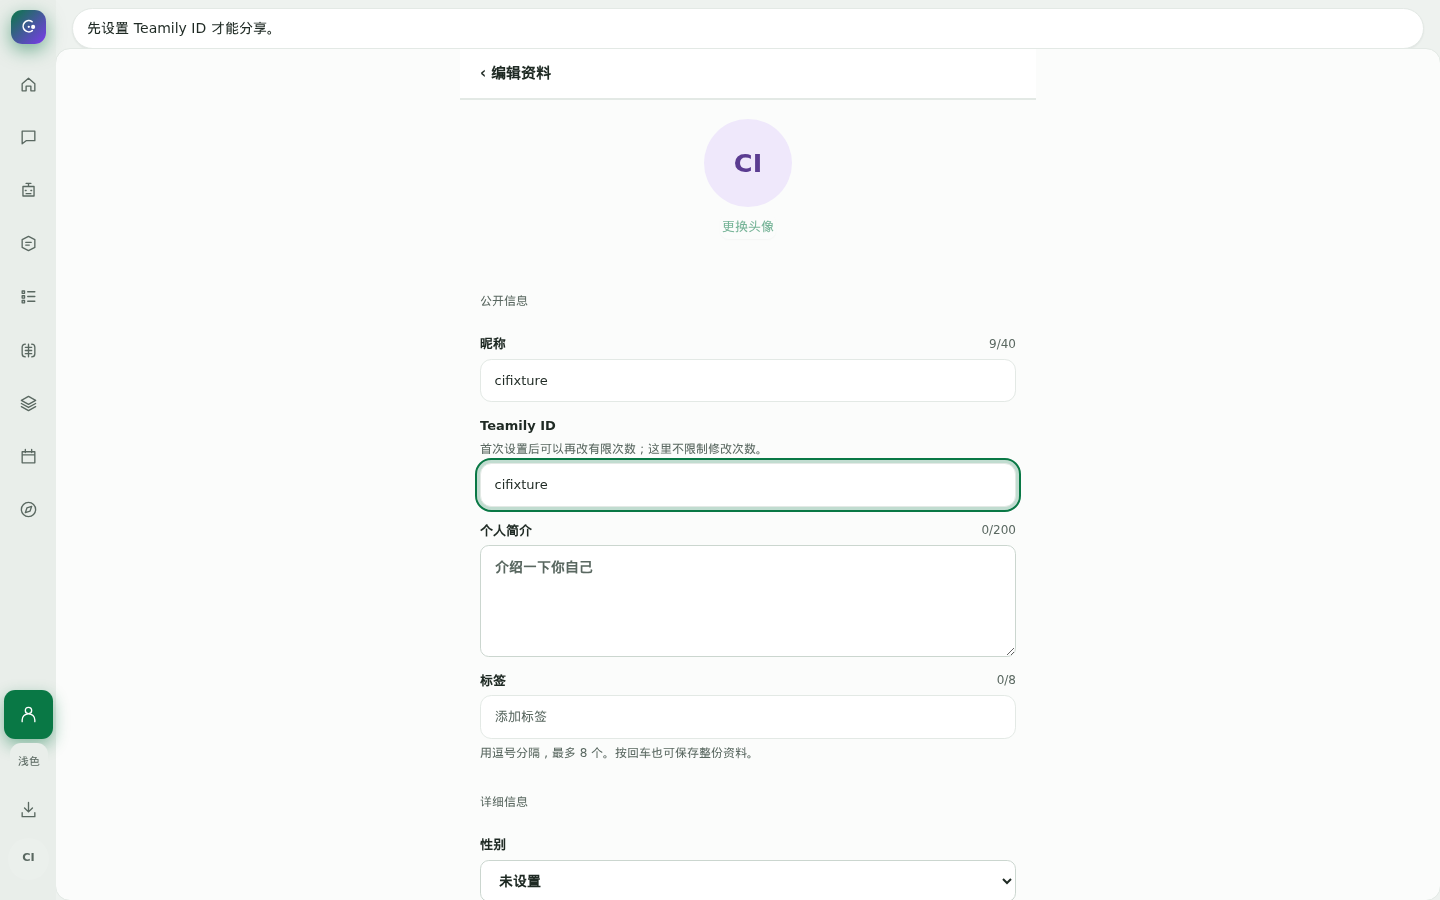 先设置 Teamily ID 才能分享。
‹ 编辑资料
CI
更换头像
公开信息
昵称
9/40
cifixture
Teamily ID
首次设置后可以再改有限次数；这里不限制修改次数。
cifixture
个人简介
0/200
介绍一下你自己
标签
0/8
添加标签
用逗号分隔，最多 8 个。按回车也可保存整份资料。
详细信息
性别
未设置
浅色
CI